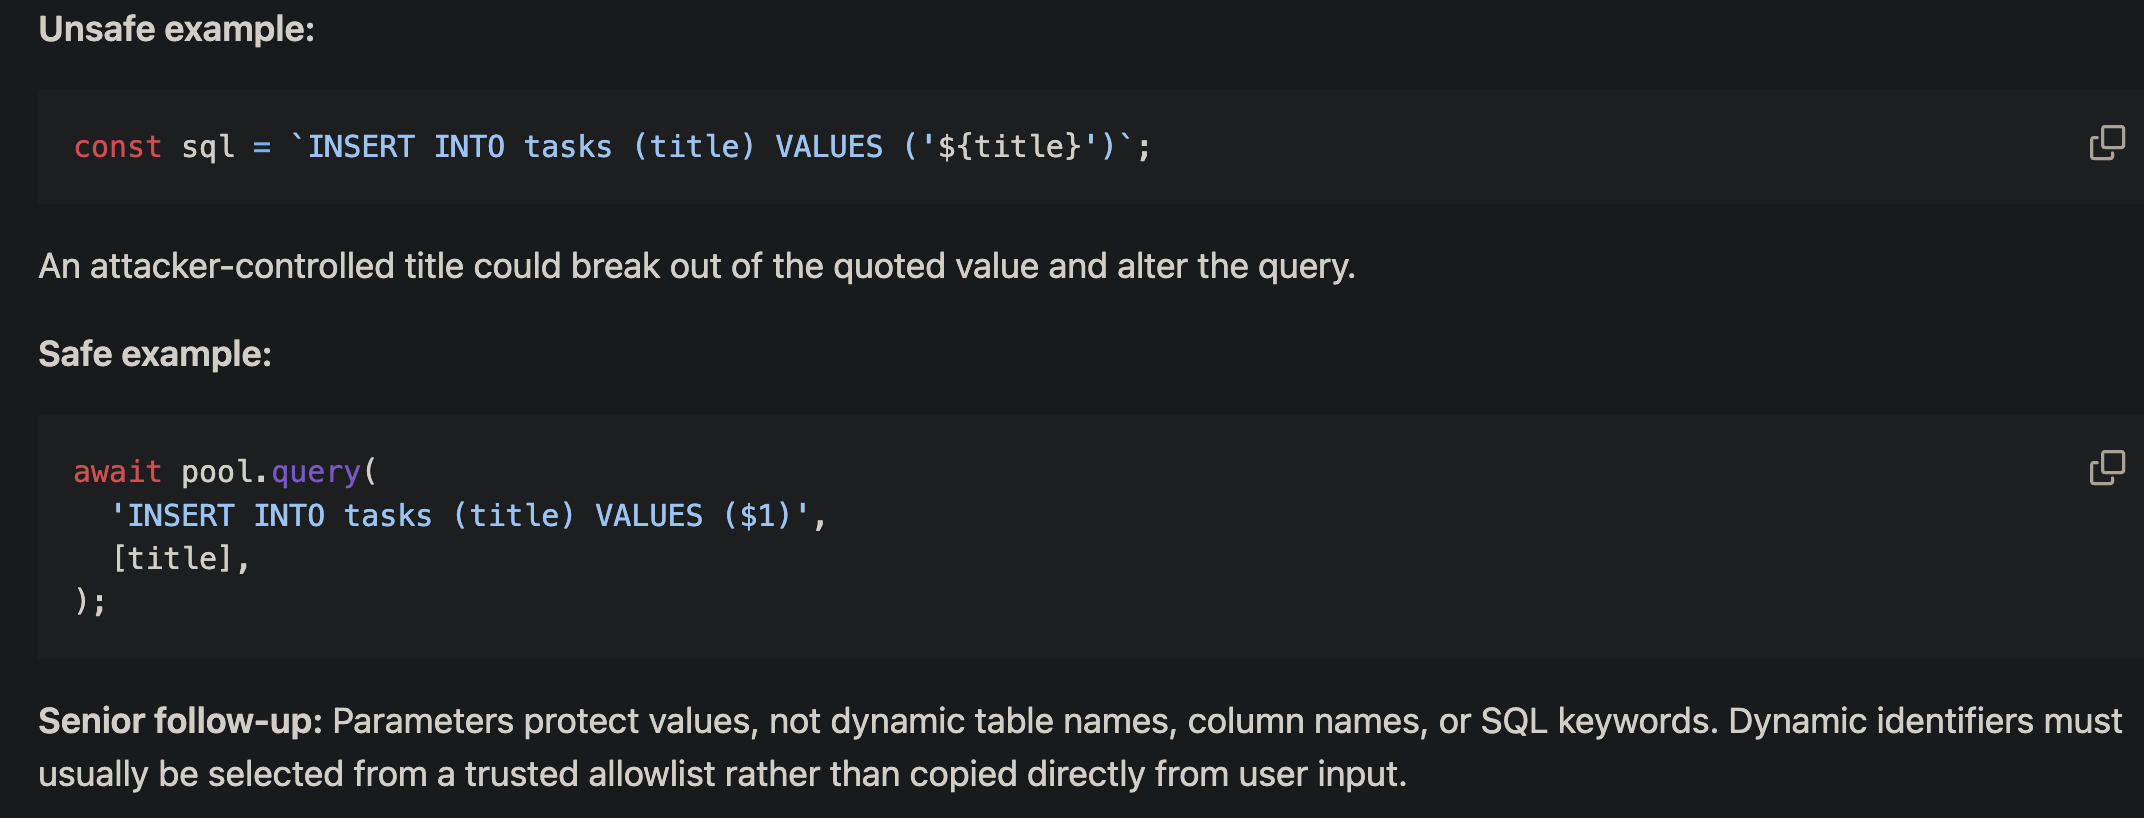 Unsafe example:
const sql = `INSERT INTO tasks (title) VALUES ('${title}')`;
An attacker-controlled title could break out of the quoted value and alter the query.
Safe example:
await pool.query(
  'INSERT INTO tasks (title) VALUES ($1)',
  [title],
);
Senior follow-up: Parameters protect values, not dynamic table names, column names, or SQL keywords. Dynamic identifiers must
usually be selected from a trusted allowlist rather than copied directly from user input.